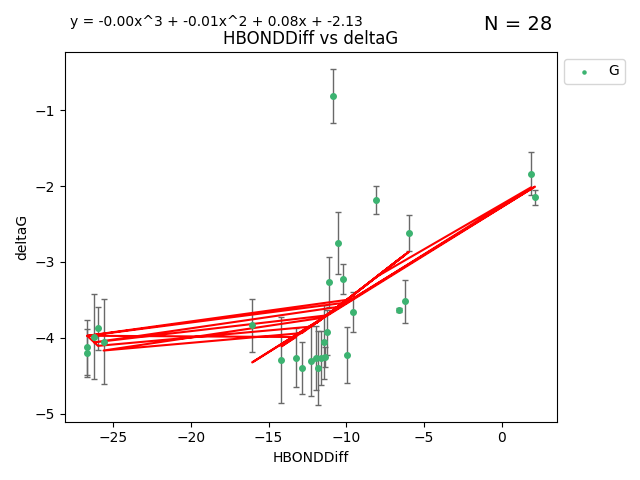 y = -0.00x^3 + -0.01x^2 + 0.08x + -2.13
N = 28
HBONDDiff vs deltaG
G
deltaG
−1
−2
−3
−4
−5
−25
−20
−15
−10
−5
0
HBONDDiff